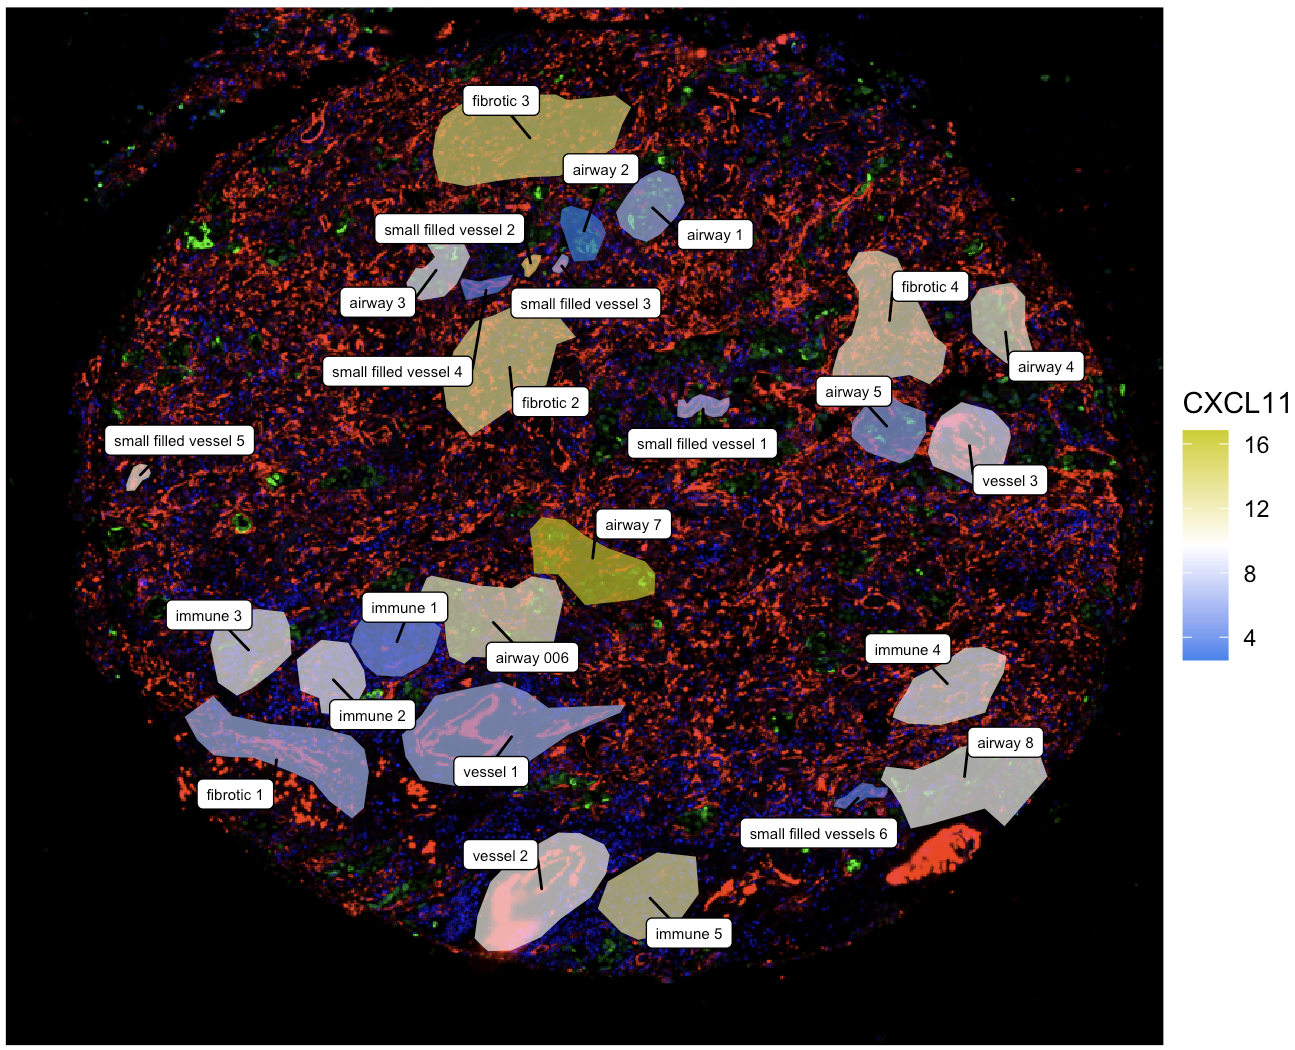 fibrotic 3
airway 2
small filled vessel 2
airway 1
airway 3
small filled vessel 3
fibrotic 4
small filled vessel 4
airway 4
fibrotic 2
airway 5
small filled vessel 5
small filled vessel 1
vessel 3
airway 7
immune 3
immune 1
airway 006
immune 4
immune 2
airway 8
vessel 1
fibrotic 1
small filled vessels 6
vessel 2
immune 5
CXCL11
16
12
8
4